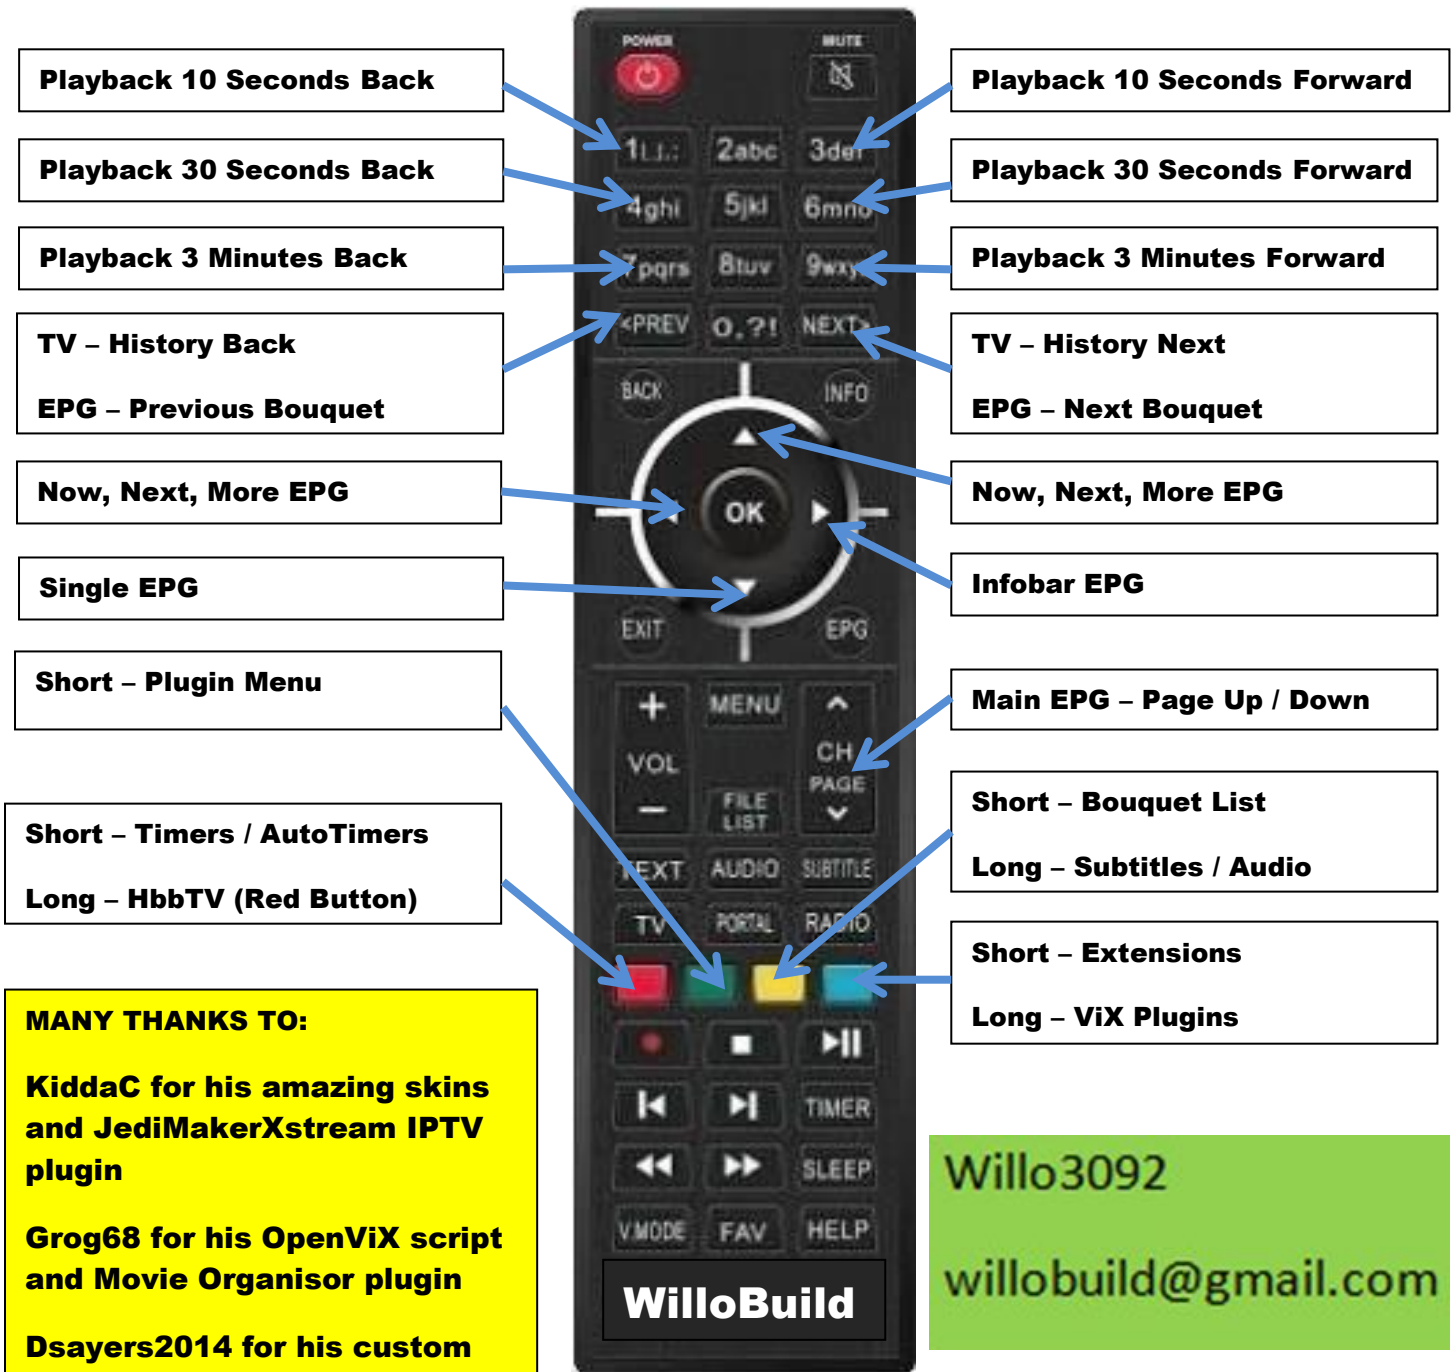 POWER
MUTE
Playback 10 Seconds Back
Playback 10 Seconds Forward
1
2abc
3def
Playback 30 Seconds Back
Playback 30 Seconds Forward
4ghi
5jkl
6mno
Playback 3 Minutes Back
Playback 3 Minutes Forward
7pqrs
8tuv
9wxy
<PREV
0.?!
NEXT>
TV – History Back
EPG – Previous Bouquet
TV – History Next
EPG – Next Bouquet
BACK
INFO
Now, Next, More EPG
OK
Now, Next, More EPG
Single EPG
Infobar EPG
EXIT
EPG
Short – Plugin Menu
Main EPG – Page Up / Down
+
MENU
VOL
CH
PAGE
–
FILE
LIST
Short – Timers / AutoTimers
Long – HbbTV (Red Button)
Short – Bouquet List
Long – Subtitles / Audio
TEXT
AUDIO
SUBTITLE
TV
PORTAL
RADIO
Short – Extensions
Long – ViX Plugins
TIMER
SLEEP
V.MODE
FAV
HELP
WilloBuild
MANY THANKS TO:
KiddaC for his amazing skins
and JediMakerXstream IPTV
plugin
Grog68 for his OpenViX script
and Movie Organisor plugin
Dsayers2014 for his custom
Willo3092
willobuild@gmail.com